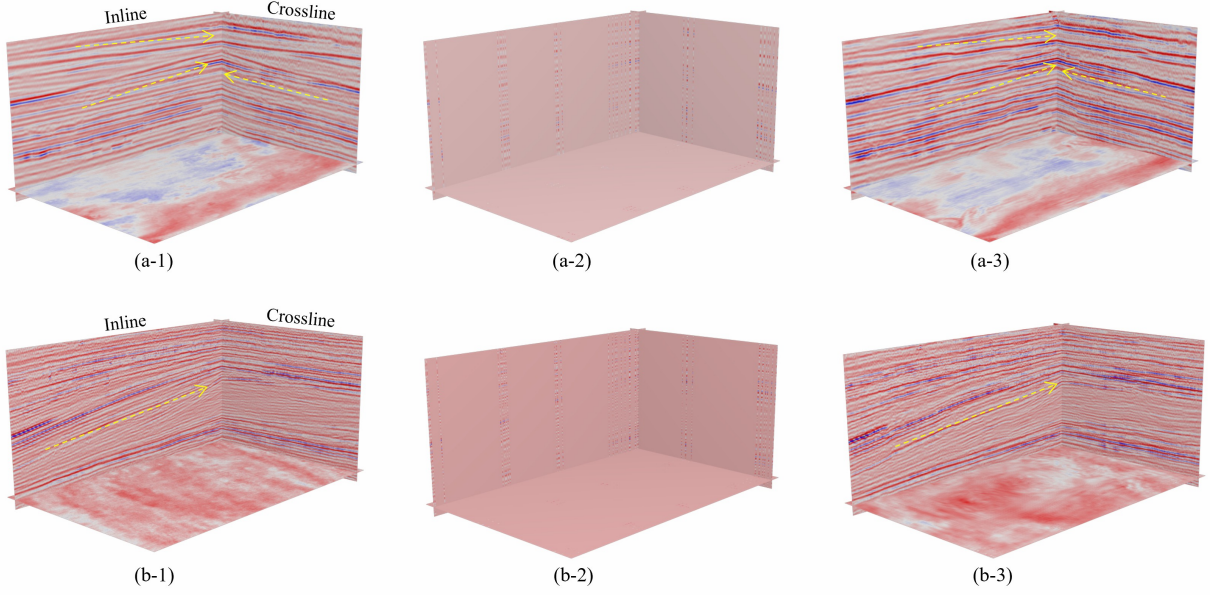 Inline Crossline
(a-1) (a-2) (a-3)
Inline Crossline
(b-1) (b-2) (b-3)